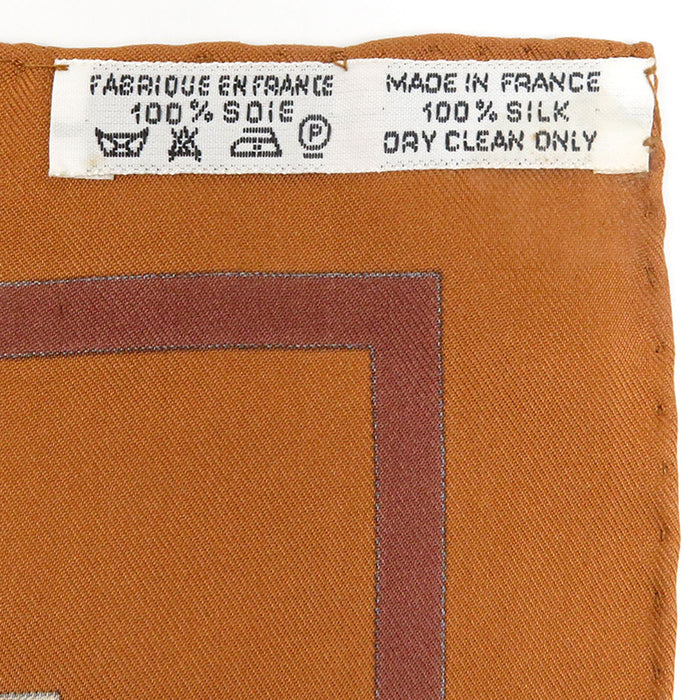 FABRIQUE EN FRANCE
100% SOIE
P
MADE IN FRANCE
100% SILK
DRY CLEAN ONLY